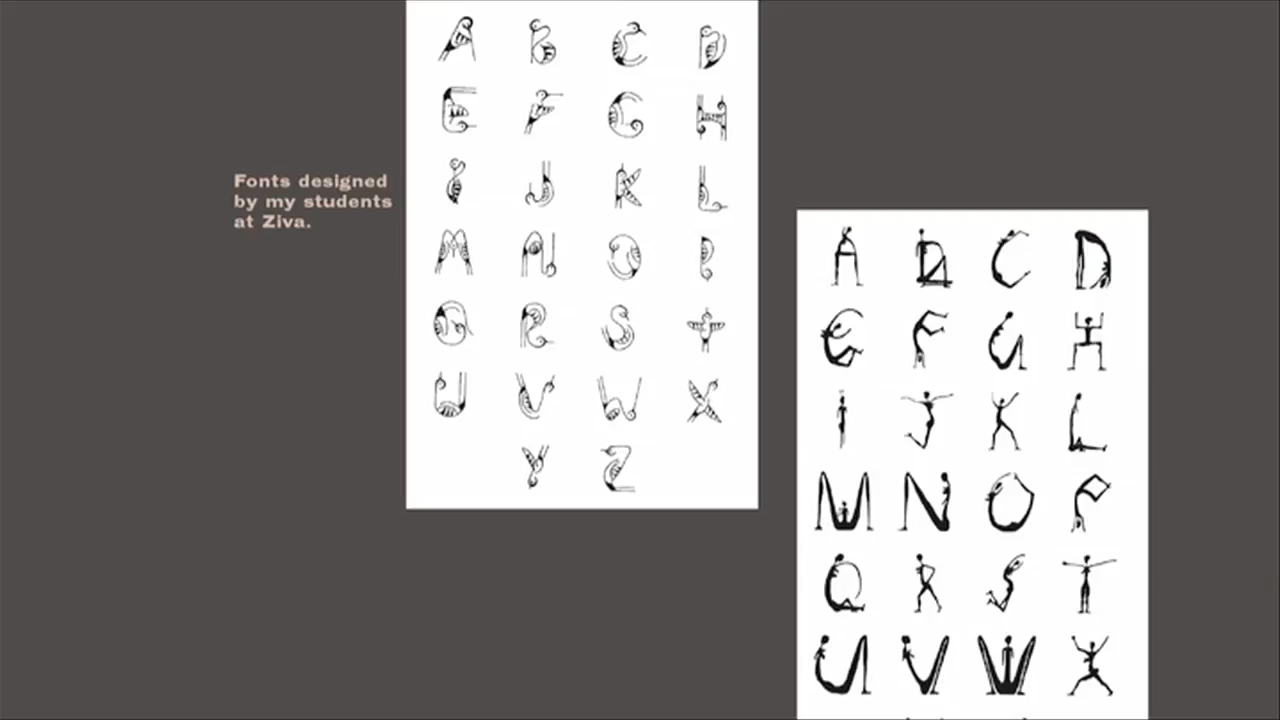 Fonts designed
by my students
at Ziva.
A B C D
E F G H
I J K L
M N O P
Q R S T
U V W X
Y Z
A B C D
E F G H
I J K L
M N O P
Q R S T
U V W X